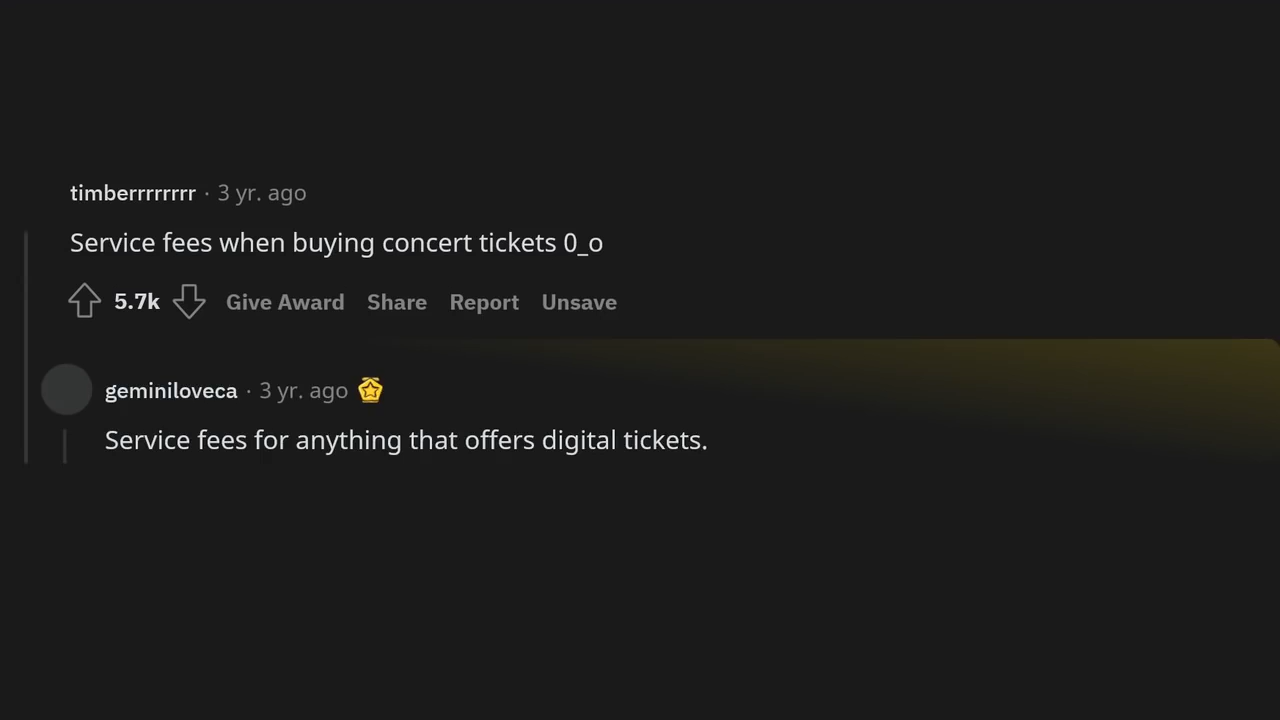 timberrrrrrrr · 3 yr. ago
Service fees when buying concert tickets 0_o
5.7k Give Award Share Report Unsave
geminiloveca · 3 yr. ago
Service fees for anything that offers digital tickets.